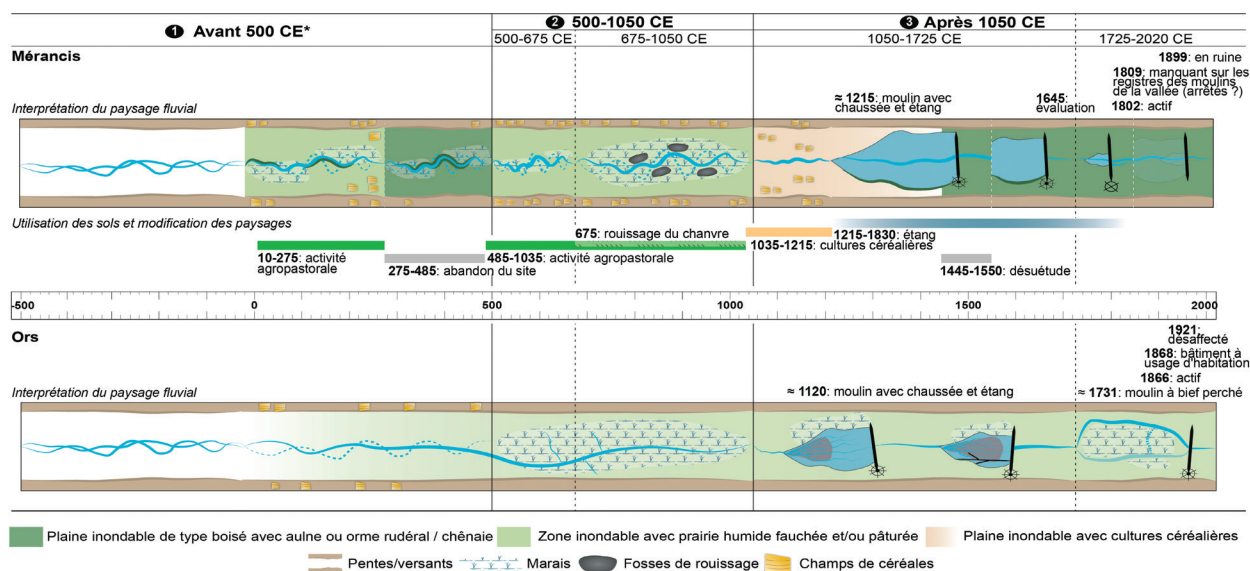 ❶ Avant 500 CE*
❷ 500-1050 CE
❸ Après 1050 CE
500-675 CE
675-1050 CE
1050-1725 CE
1725-2020 CE
Mérancis
1899: en ruine
1809: manquant sur les
registres des moulins
de la vallée (arrêtés ?)
1802: actif
Interprétation du paysage fluvial
≈ 1215: moulin avec
chaussée et étang
1645:
évaluation
Utilisation des sols et modification des paysages
10-275: activité
agropastorale
275-485: abandon du site
485-1035: activité agropastorale
675: rouissage du chanvre
1035-1215: cultures céréalières
1215-1830: étang
1445-1550: désuétude
-500 0 500 1000 1500 2000
Ors
1921:
désaffecté
1868: bâtiment à
usage d'habitation
1866: actif
≈ 1731: moulin à bief perché
Interprétation du paysage fluvial
≈ 1120: moulin avec chaussée et étang
Plaine inondable de type boisé avec aulne ou orme rudéral / chênaie
Zone inondable avec prairie humide fauchée et/ou pâturée
Plaine inondable avec cultures céréalières
Pentes/versants
Marais
Fosses de rouissage
Champs de céréales